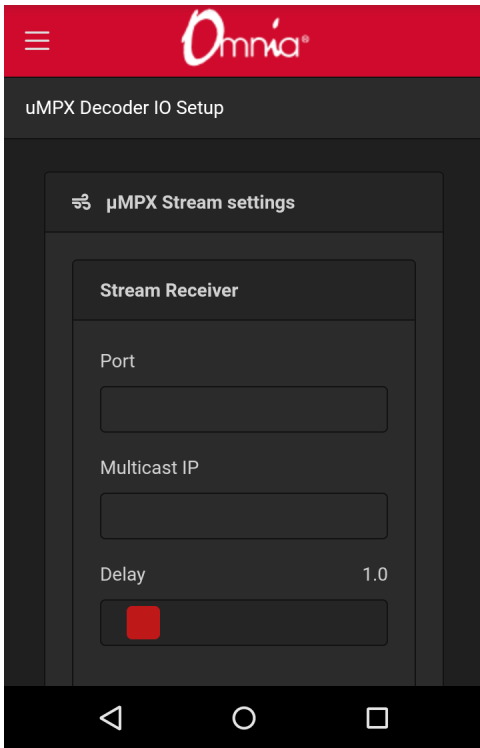 Omnia®
uMPX Decoder IO Setup
µMPX Stream settings
Stream Receiver
Port
Multicast IP
Delay 1.0